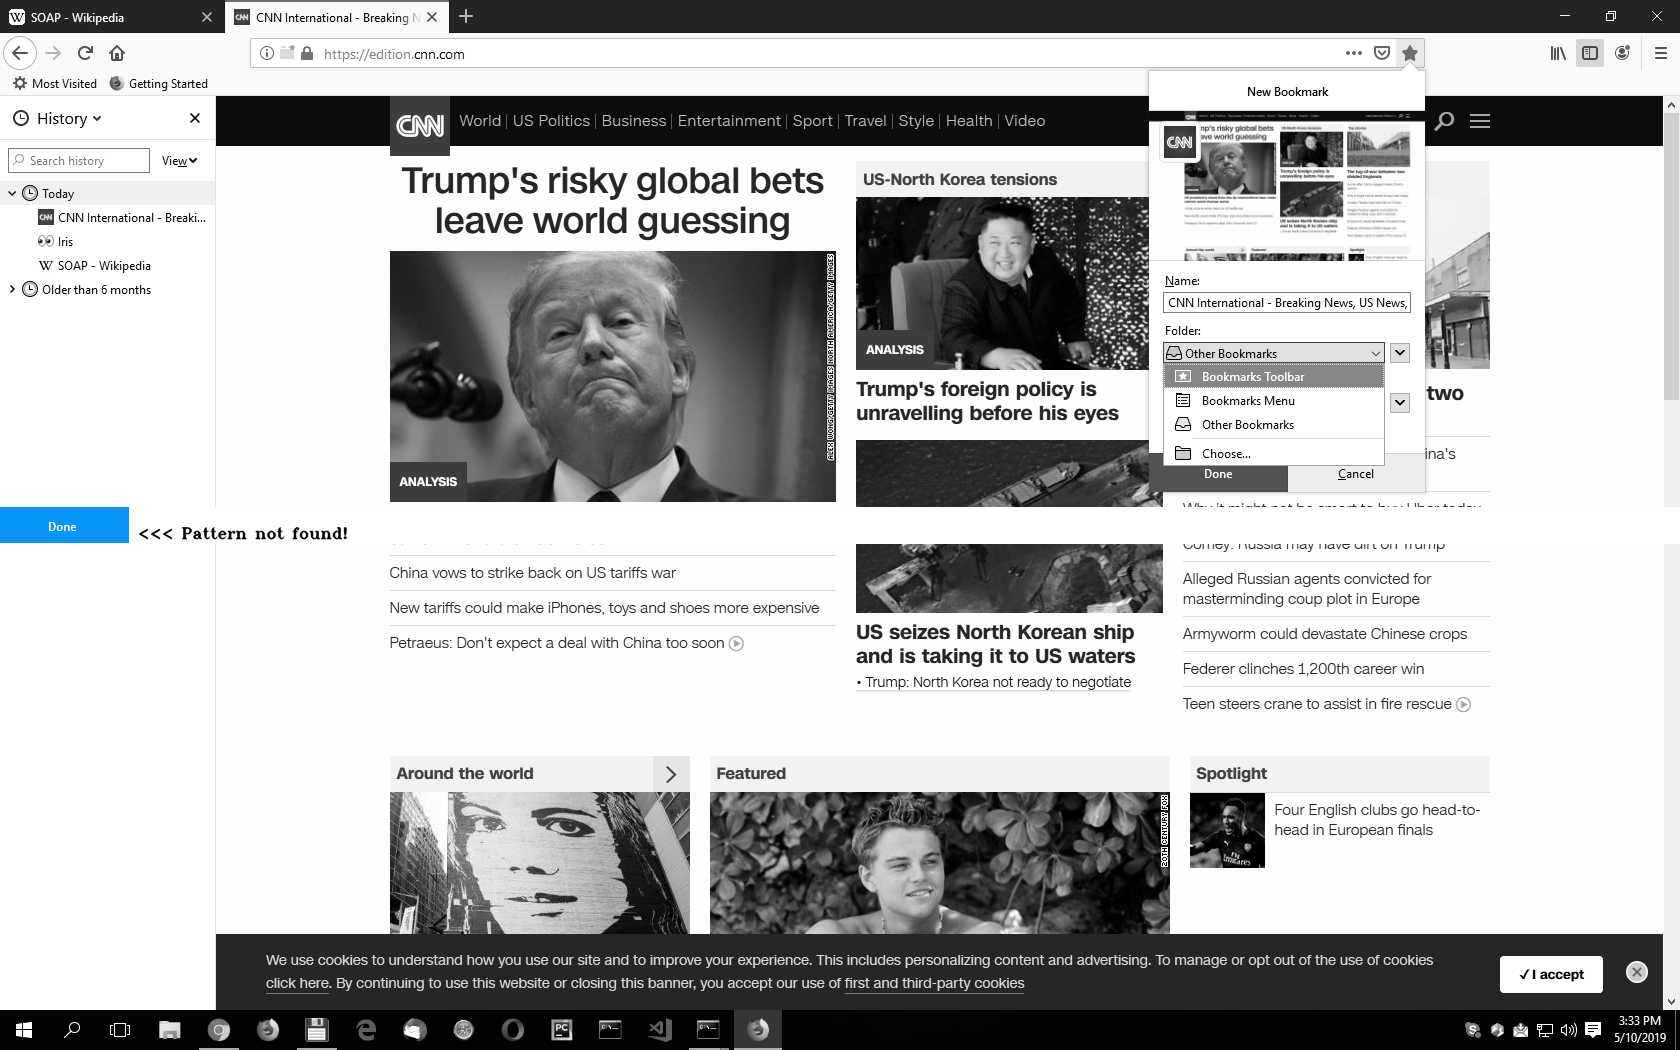 SOAP - Wikipedia
CNN International - Breaking N
https://edition.cnn.com
Most Visited
Getting Started
New Bookmark
History
Search history
View
Today
CNN International - Breaki...
Iris
SOAP - Wikipedia
Older than 6 months
CNN
World | US Politics | Business | Entertainment | Sport | Travel | Style | Health | Video
Trump's risky global bets
leave world guessing
ALEX WONG/GETTY IMAGES NORTH AMERICA/GETTY IMAGES
ANALYSIS
US-North Korea tensions
ANALYSIS
Trump's foreign policy is
unravelling before his eyes
CNN
Name:
CNN International - Breaking News, US News,
Folder:
Other Bookmarks
Bookmarks Toolbar
Bookmarks Menu
Other Bookmarks
Choose...
Done
Cancel
two
ina's
Done
<<< Pattern not found!
Comey: Russia may have dirt on Trump
China vows to strike back on US tariffs war
New tariffs could make iPhones, toys and shoes more expensive
Petraeus: Don't expect a deal with China too soon
US seizes North Korean ship
and is taking it to US waters
• Trump: North Korea not ready to negotiate
Alleged Russian agents convicted for
masterminding coup plot in Europe
Armyworm could devastate Chinese crops
Federer clinches 1,200th career win
Teen steers crane to assist in fire rescue
Around the world
Featured
20TH CENTURY FOX
Spotlight
Four English clubs go head-to-
head in European finals
We use cookies to understand how you use our site and to improve your experience. This includes personalizing content and advertising. To manage or opt out of the use of cookies
click here. By continuing to use this website or closing this banner, you accept our use of first and third-party cookies
✓ I accept
3:33 PM
5/10/2019